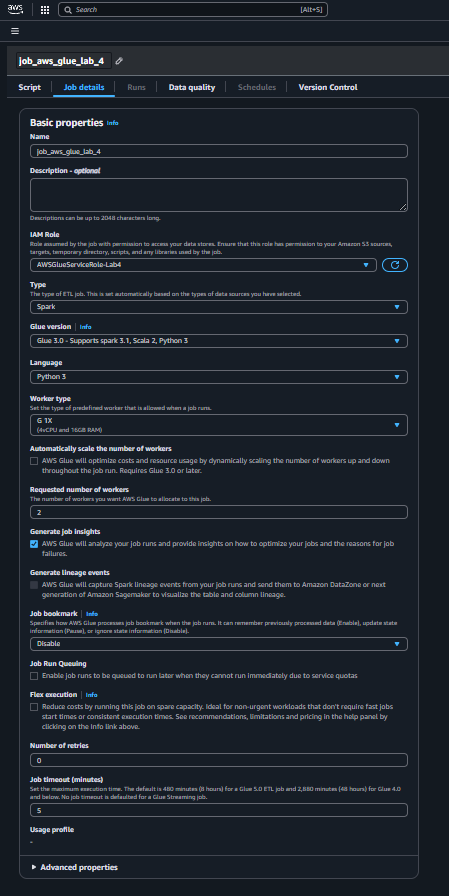 aws
Search
[Alt+S]
job_aws_glue_lab_4
Script
Job details
Runs
Data quality
Schedules
Version Control
Basic properties Info
Name
job_aws_glue_lab_4
Description - optional
Descriptions can be up to 2048 characters long.
IAM Role
Role assumed by the job with permission to access your data stores. Ensure that this role has permission to your Amazon S3 sources,
targets, temporary directory, scripts, and any libraries used by the job.
AWSGlueServiceRole-Lab4
Type
The type of ETL job. This is set automatically based on the types of data sources you have selected.
Spark
Glue version Info
Glue 3.0 - Supports spark 3.1, Scala 2, Python 3
Language
Python 3
Worker type
Set the type of predefined worker that is allowed when a job runs.
G 1X
(4vCPU and 16GB RAM)
Automatically scale the number of workers
AWS Glue will optimize costs and resource usage by dynamically scaling the number of workers up and down
throughout the job run. Requires Glue 3.0 or later.
Requested number of workers
The number of workers you want AWS Glue to allocate to this job.
2
Generate job insights
AWS Glue will analyze your job runs and provide insights on how to optimize your jobs and the reasons for job
failures.
Generate lineage events
AWS Glue will capture Spark lineage events from your job runs and send them to Amazon DataZone or next
generation of Amazon Sagemaker to visualize the table and column lineage.
Job bookmark Info
Specifies how AWS Glue processes job bookmark when the job runs. It can remember previously processed data (Enable), update state
information (Pause), or ignore state information (Disable).
Disable
Job Run Queuing
Enable job runs to be queued to run later when they cannot run immediately due to service quotas
Flex execution Info
Reduce costs by running this job on spare capacity. Ideal for non-urgent workloads that don't require fast jobs
start times or consistent execution times. See recommendations, limitations and pricing in the help panel by
clicking on the Info link above.
Number of retries
0
Job timeout (minutes)
Set the maximum execution time. The default is 480 minutes (8 hours) for a Glue 5.0 ETL job and 2,880 minutes (48 hours) for Glue 4.0
and below. No job timeout is defaulted for a Glue Streaming job.
5
Usage profile
-
Advanced properties